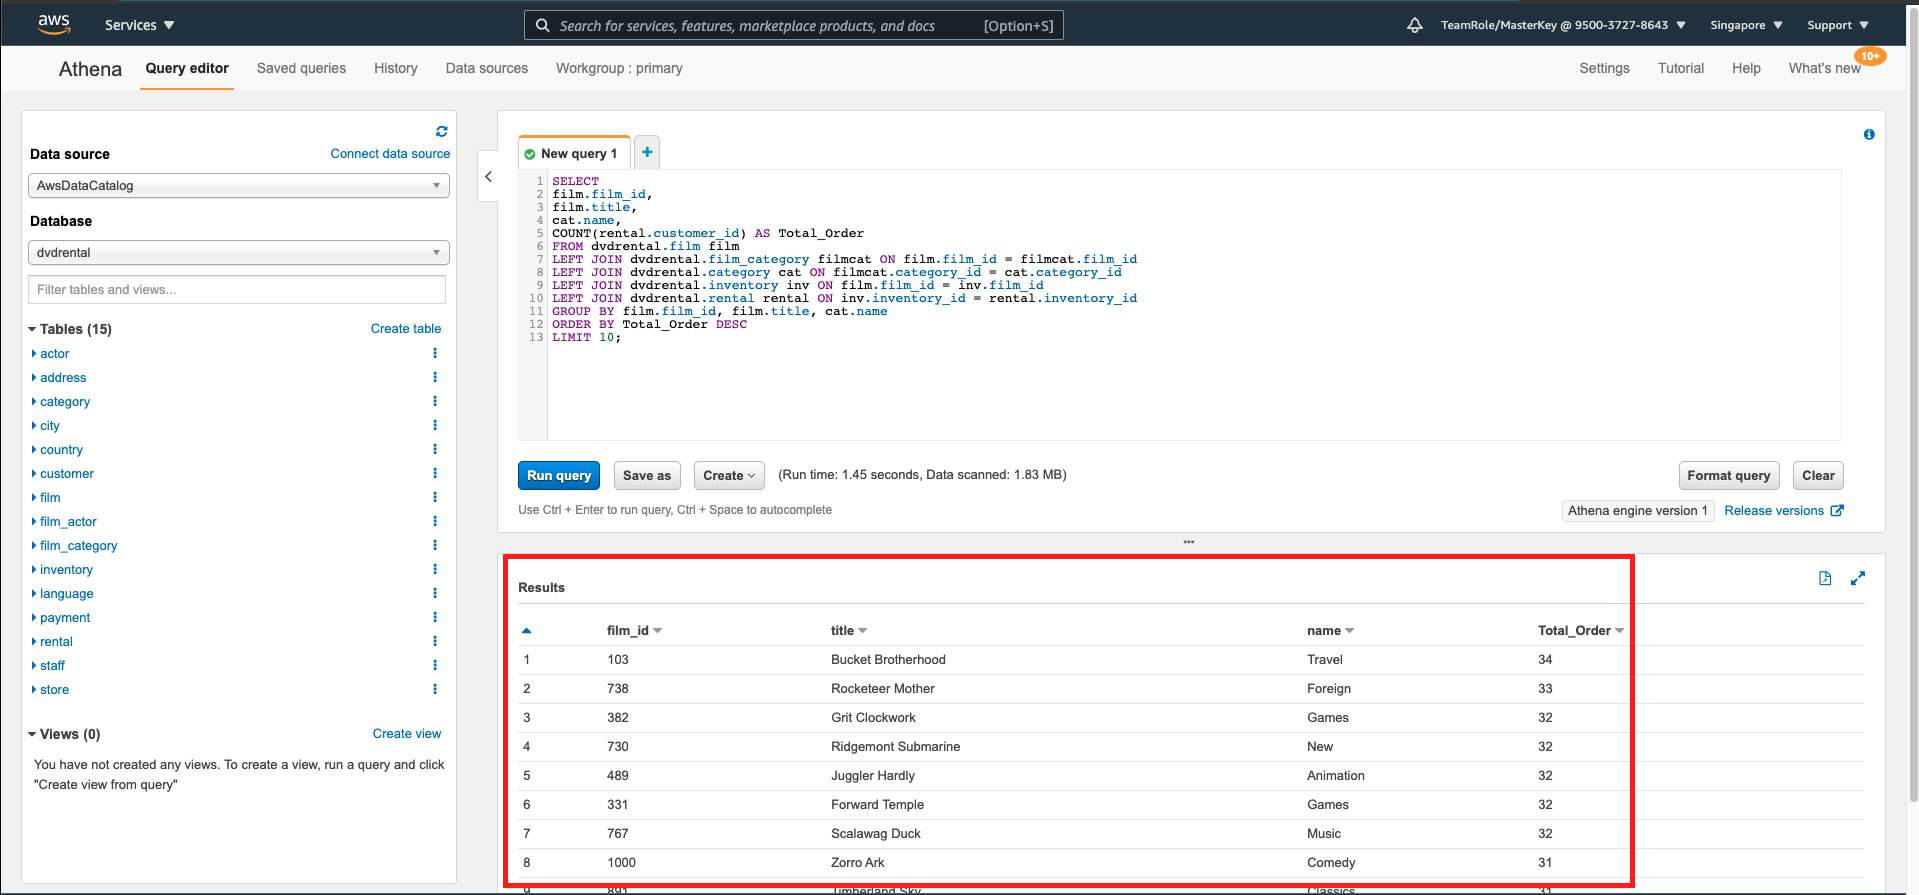 aws
Services
Search for services, features, marketplace products, and docs [Option+S]
TeamRole/MasterKey @ 9500-3727-8643
Singapore
Support
Athena
Query editor
Saved queries
History
Data sources
Workgroup : primary
Settings
Tutorial
Help
What's new
10+
Data source
Connect data source
AwsDataCatalog
Database
dvdrental
Filter tables and views...
Tables (15)
Create table
actor
address
category
city
country
customer
film
film_actor
film_category
inventory
language
payment
rental
staff
store
Views (0)
Create view
You have not created any views. To create a view, run a query and click
"Create view from query"
New query 1
+
1 SELECT
2 film.film_id,
3 film.title,
4 cat.name,
5 COUNT(rental.customer_id) AS Total_Order
6 FROM dvdrental.film film
7 LEFT JOIN dvdrental.film_category filmcat ON film.film_id = filmcat.film_id
8 LEFT JOIN dvdrental.category cat ON filmcat.category_id = cat.category_id
9 LEFT JOIN dvdrental.inventory inv ON film.film_id = inv.film_id
10 LEFT JOIN dvdrental.rental rental ON inv.inventory_id = rental.inventory_id
11 GROUP BY film.film_id, film.title, cat.name
12 ORDER BY Total_Order DESC
13 LIMIT 10;
Run query
Save as
Create
(Run time: 1.45 seconds, Data scanned: 1.83 MB)
Format query
Clear
Use Ctrl + Enter to run query, Ctrl + Space to autocomplete
Athena engine version 1
Release versions
Results
film_id title name Total_Order
1 103 Bucket Brotherhood Travel 34
2 738 Rocketeer Mother Foreign 33
3 382 Grit Clockwork Games 32
4 730 Ridgemont Submarine New 32
5 489 Juggler Hardly Animation 32
6 331 Forward Temple Games 32
7 767 Scalawag Duck Music 32
8 1000 Zorro Ark Comedy 31
9 891 Timberland Sky Classics 31